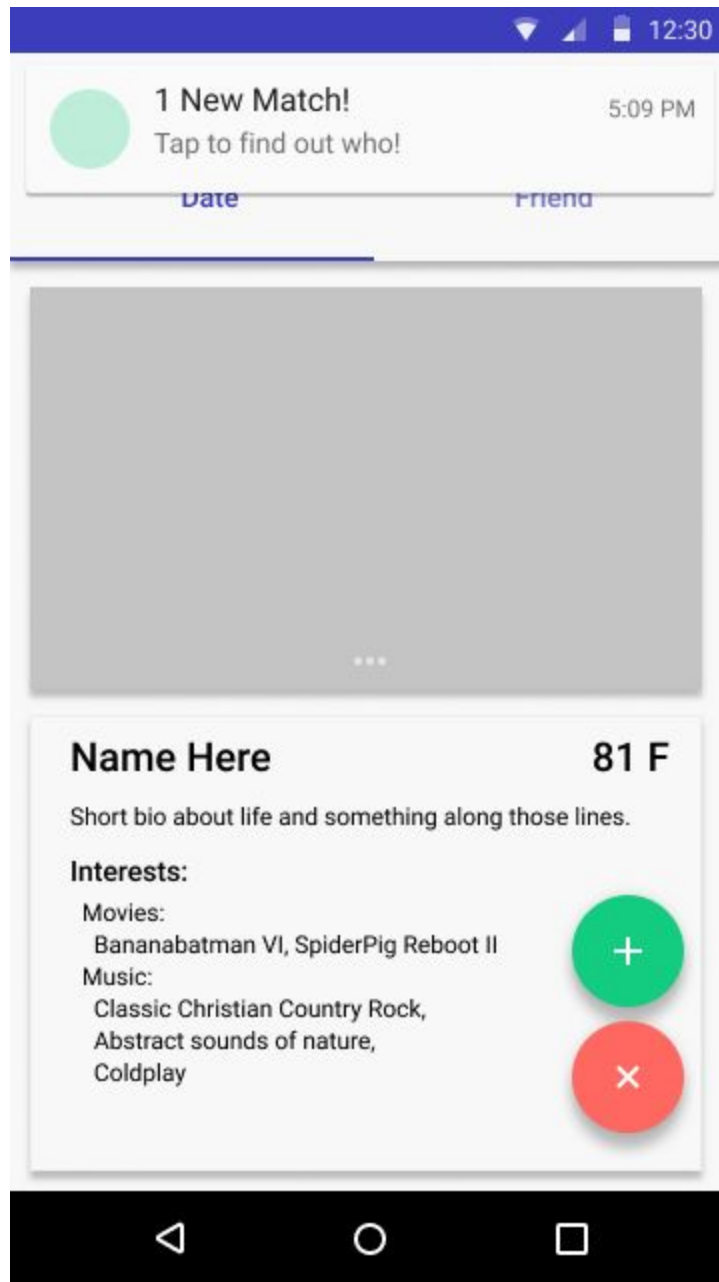 12:30
1 New Match!
5:09 PM
Tap to find out who!
Date Friend
Name Here 81 F
Short bio about life and something along those lines.
Interests:
Movies:
Bananabatman VI, SpiderPig Reboot II
Music:
Classic Christian Country Rock,
Abstract sounds of nature,
Coldplay